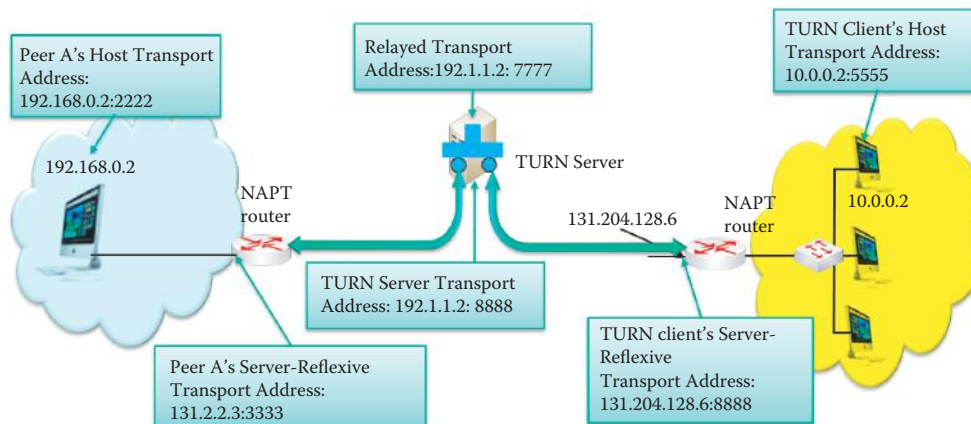 Peer A's Host Transport
Address:
192.168.0.2:2222
Relayed Transport
Address:192.1.1.2: 7777
TURN Client's Host
Transport Address:
10.0.0.2:5555
192.168.0.2
NAPT
router
TURN Server
131.204.128.6
NAPT
router
10.0.0.2
TURN Server Transport
Address: 192.1.1.2: 8888
Peer A's Server-Reflexive
Transport Address:
131.2.2.3:3333
TURN client's Server-
Reflexive
Transport Address:
131.204.128.6:8888